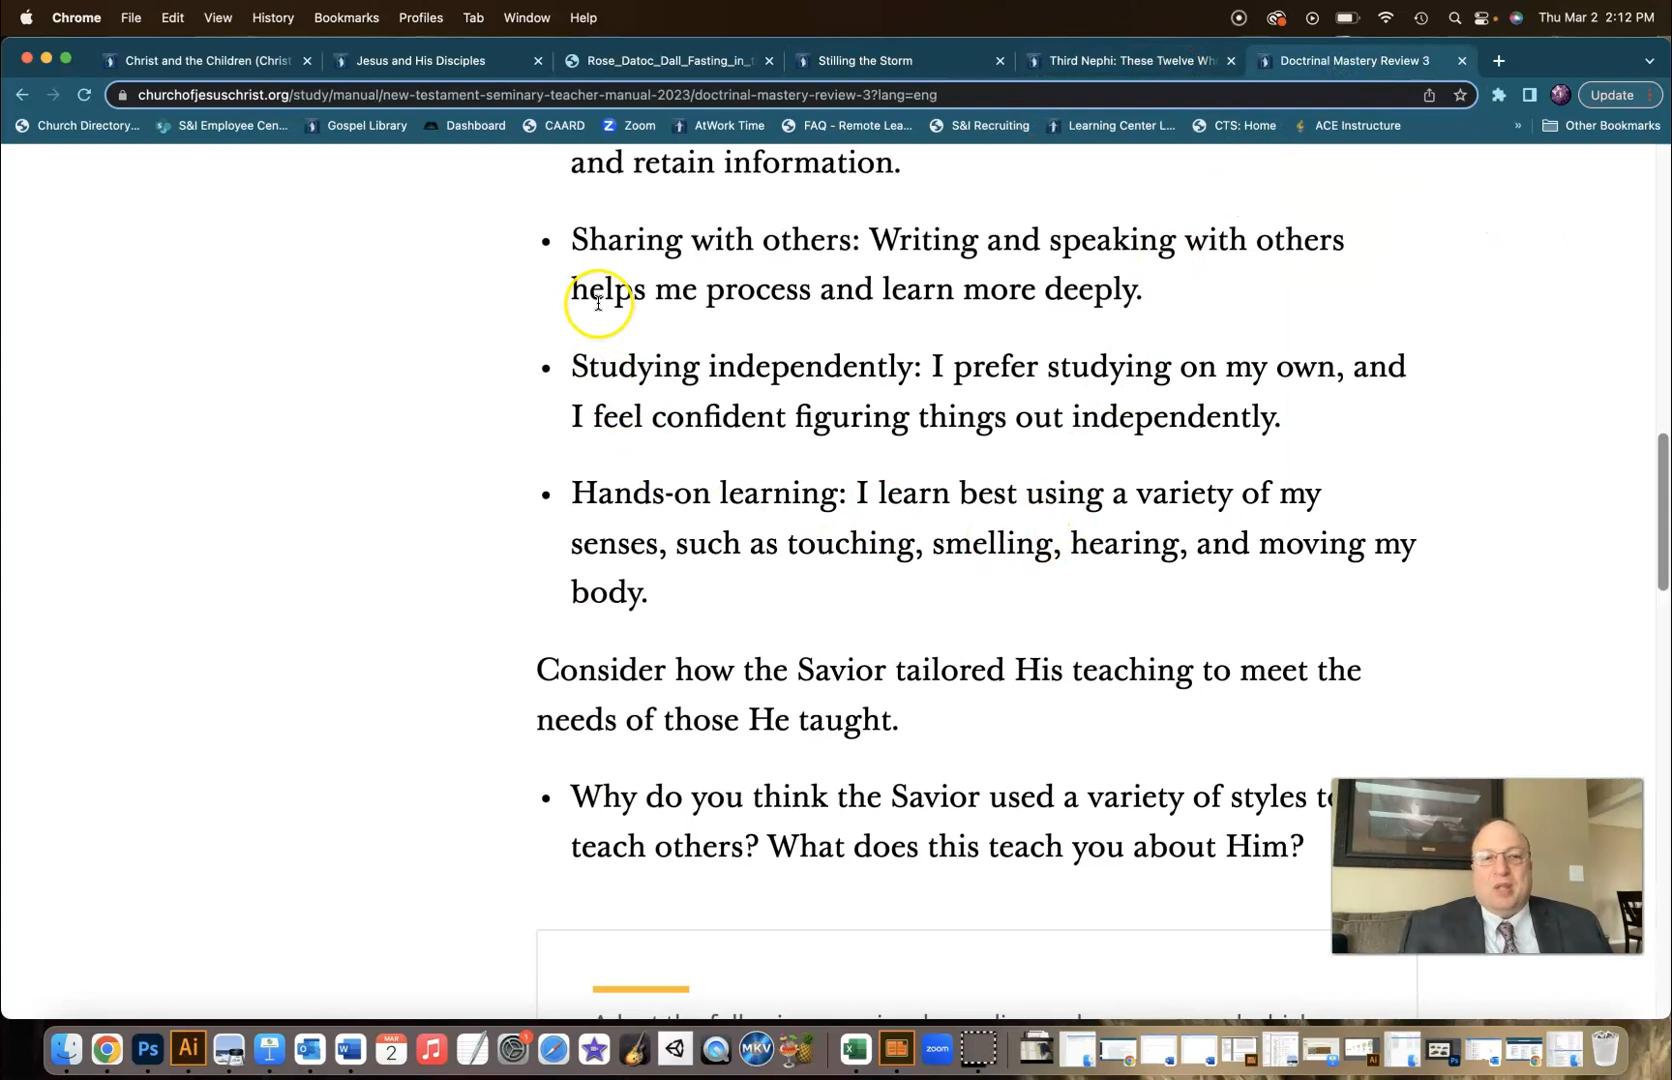 Chrome File Edit View History Bookmarks Profiles Tab Window Help Thu Mar 2 2:12 PM
Christ and the Children (Christ Jesus and His Disciples Rose_Datoc_Dall_Fasting_in_ Stilling the Storm Third Nephi: These Twelve Wh Doctrinal Mastery Review 3
churchofjesuschrist.org/study/manual/new-testament-seminary-teacher-manual-2023/doctrinal-mastery-review-3?lang=eng Update
Church Directory... S&I Employee Cen... Gospel Library Dashboard CAARD Zoom AtWork Time FAQ - Remote Lea... S&I Recruiting Learning Center L... CTS: Home ACE Instructure » Other Bookmarks
and retain information.
• Sharing with others: Writing and speaking with others
helps me process and learn more deeply.
• Studying independently: I prefer studying on my own, and
I feel confident figuring things out independently.
• Hands-on learning: I learn best using a variety of my
senses, such as touching, smelling, hearing, and moving my
body.
Consider how the Savior tailored His teaching to meet the
needs of those He taught.
• Why do you think the Savior used a variety of styles
teach others? What does this teach you about Him?
Ps Ai MAR 2 1 MKV zoom